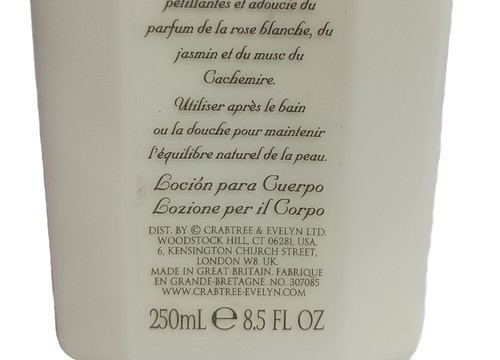 pétillantes et adoucie du
parfum de la rose blanche, du
jasmin et du musc du
Cachemire.
Utiliser après le bain
ou la douche pour maintenir
l'équilibre naturel de la peau.
Loción para Cuerpo
Lozione per il Corpo
DIST. BY © CRABTREE & EVELYN LTD.
WOODSTOCK HILL, CT 06281, USA.
6, KENSINGTON CHURCH STREET,
LONDON W8. UK.
MADE IN GREAT BRITAIN. FABRIQUE
EN GRANDE-BRETAGNE. NO. 307085
WWW.CRABTREE-EVELYN.COM
250mL ℮ 8.5 FL OZ